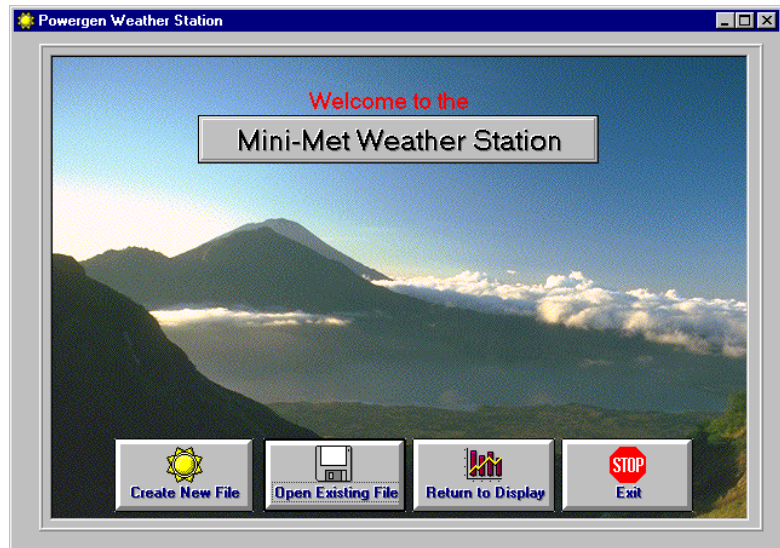 Powergen Weather Station
Welcome to the
Mini-Met Weather Station
Create New File
Open Existing File
Return to Display
STOP
Exit